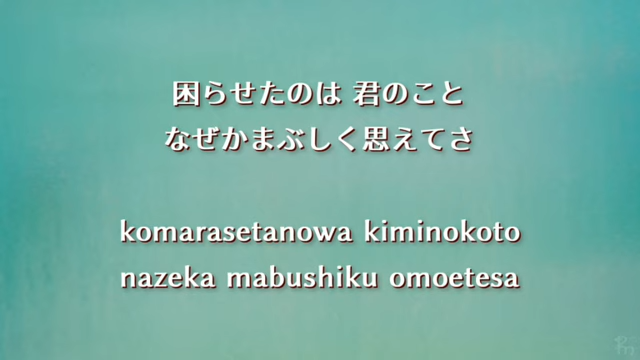 困らせたのは 君のこと
なぜかまぶしく思えてさ
komarasetanowa kiminokoto
nazeka mabushiku omoetesa